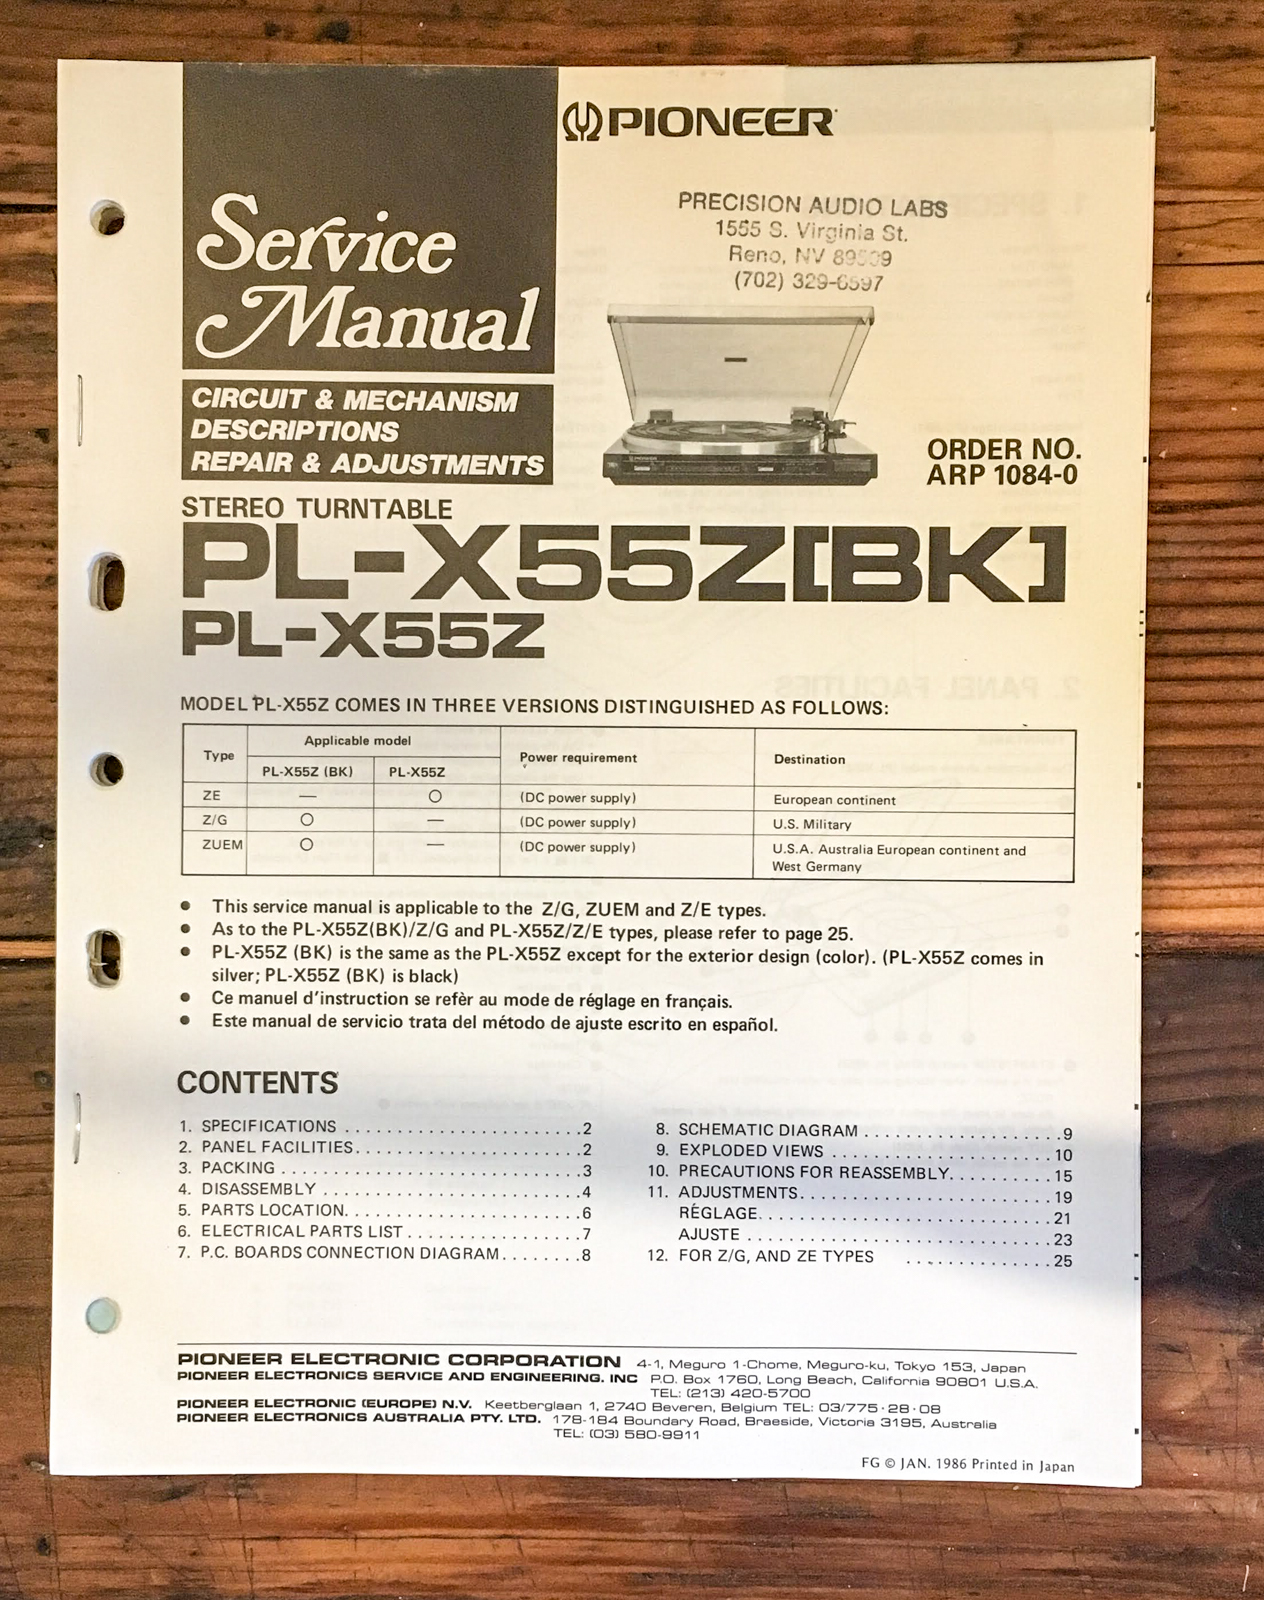 PIONEER
Service
Manual
PRECISION AUDIO LABS
1555 S. Virginia St.
Reno, NV
(702) 329-6597
CIRCUIT & MECHANISM
DESCRIPTIONS
REPAIR & ADJUSTMENTS
ORDER NO.
ARP 1084-0
STEREO TURNTABLE
PL-X55Z[BK]
PL-X55Z
MODEL PL-X55Z COMES IN THREE VERSIONS DISTINGUISHED AS FOLLOWS:
Type Applicable model Power requirement Destination
PL-X55Z (BK) PL-X55Z
ZE — ○ (DC power supply) European continent
Z/G ○ — (DC power supply) U.S. Military
ZUEM ○ — (DC power supply) U.S.A. Australia European continent and
West Germany
● This service manual is applicable to the Z/G, ZUEM and Z/E types.
● As to the PL-X55Z(BK)/Z/G and PL-X55Z/Z/E types, please refer to page 25.
● PL-X55Z (BK) is the same as the PL-X55Z except for the exterior design (color). (PL-X55Z comes in
silver; PL-X55Z (BK) is black)
● Ce manuel d'instruction se refèr au mode de réglage en français.
● Este manual de servicio trata del método de ajuste escrito en español.
CONTENTS
1. SPECIFICATIONS ........................2
2. PANEL FACILITIES.......................2
3. PACKING ..............................3
4. DISASSEMBLY ..........................4
5. PARTS LOCATION........................6
6. ELECTRICAL PARTS LIST .................7
7. P.C. BOARDS CONNECTION DIAGRAM........8
8. SCHEMATIC DIAGRAM ....................9
9. EXPLODED VIEWS ......................10
10. PRECAUTIONS FOR REASSEMBLY..........15
11. ADJUSTMENTS.........................19
RÉGLAGE.............................21
AJUSTE ..............................23
12. FOR Z/G, AND ZE TYPES ..............25
PIONEER ELECTRONIC CORPORATION 4-1, Meguro 1-Chome, Meguro-ku, Tokyo 153, Japan
PIONEER ELECTRONICS SERVICE AND ENGINEERING. INC P.O. Box 1760, Long Beach, California 90801 U.S.A.
TEL: (213) 420-5700
PIONEER ELECTRONIC (EUROPE) N.V. Keetberglaan 1, 2740 Beveren, Belgium TEL: 03/775·28·08
PIONEER ELECTRONICS AUSTRALIA PTY. LTD. 178-184 Boundary Road, Braeside, Victoria 3195, Australia
TEL: (03) 580-9911
FG © JAN. 1986 Printed in Japan